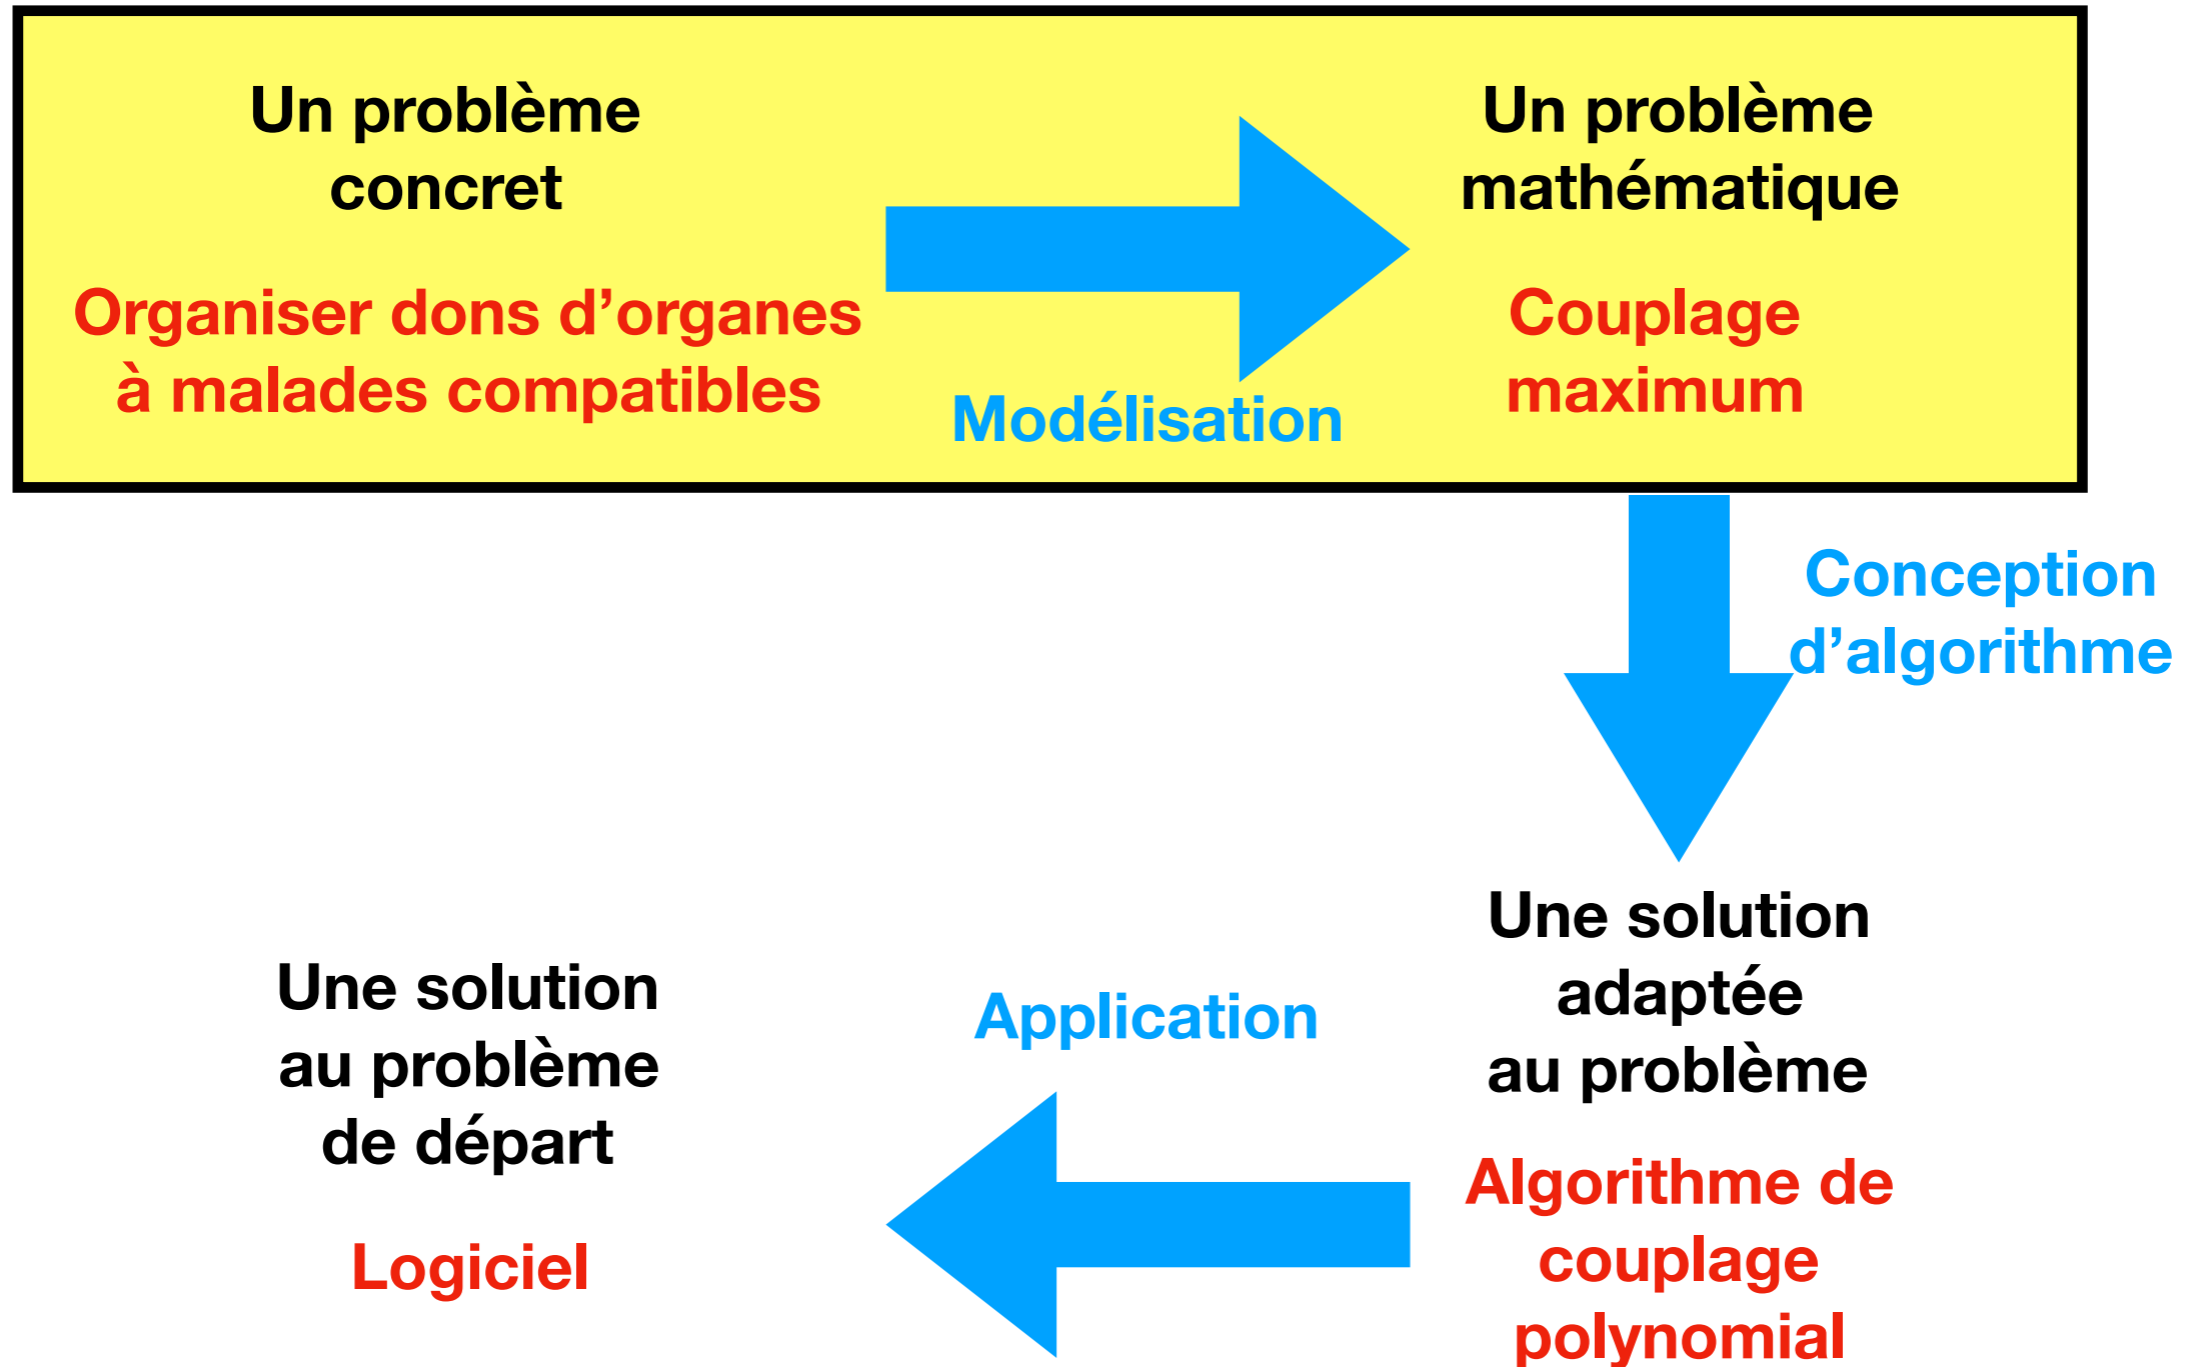 Un problème
concret
Organiser dons d’organes
à malades compatibles
Modélisation
Un problème
mathématique
Couplage
maximum
Conception
d’algorithme
Une solution
adaptée
au problème
Algorithme de
couplage
polynomial
Application
Une solution
au problème
de départ
Logiciel